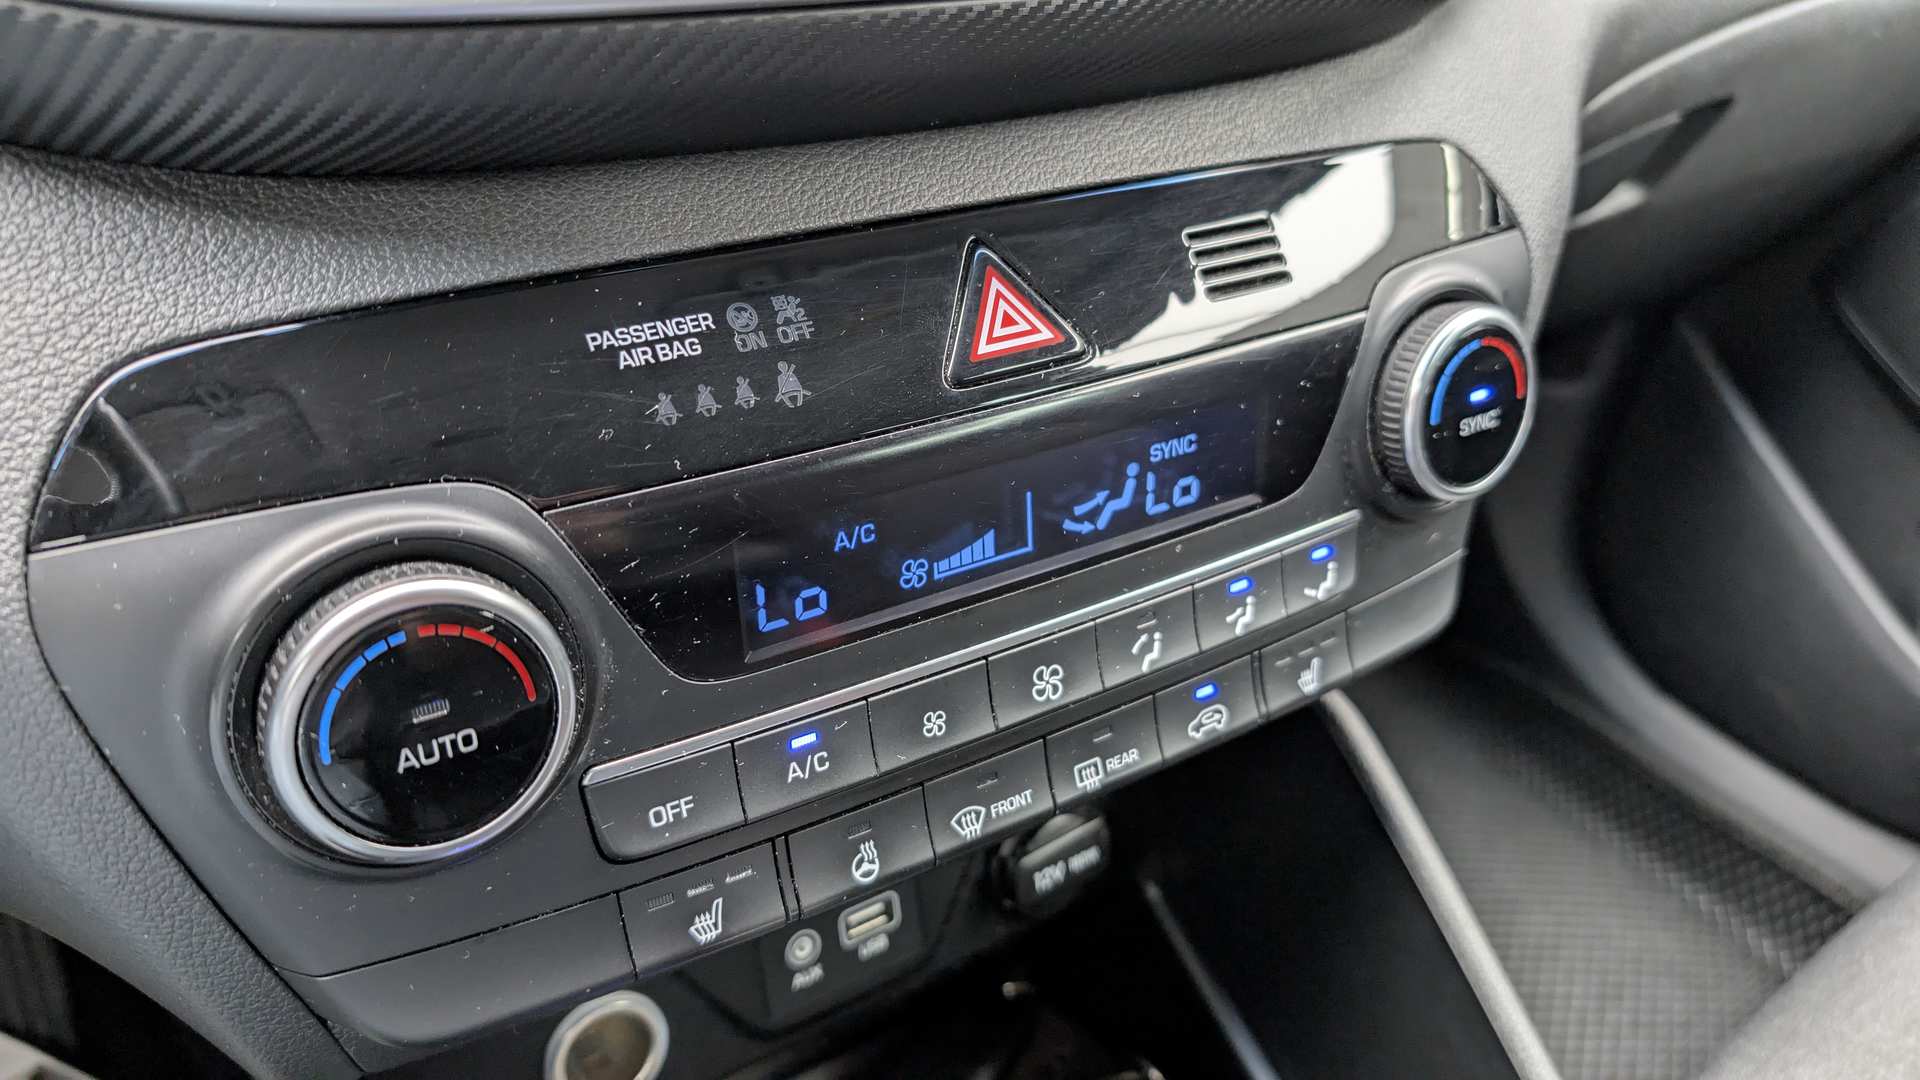 PASSENGER
AIR BAG
ON OFF
SYNC
SYNC
A/C
Lo
Lo
AUTO
OFF
A/C
FRONT
REAR
AUX
USB